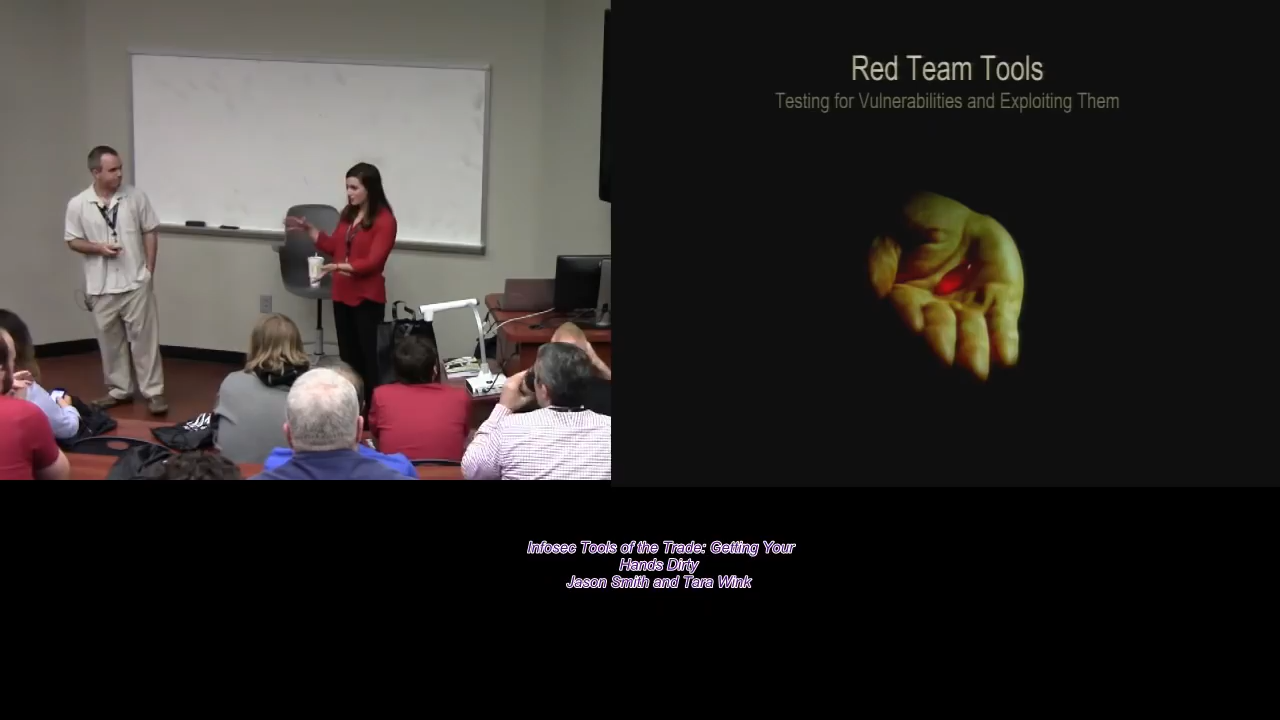 Red Team Tools
Testing for Vulnerabilities and Exploiting Them
Infosec Tools of the Trade: Getting Your
Hands Dirty
Jason Smith and Tara Wink